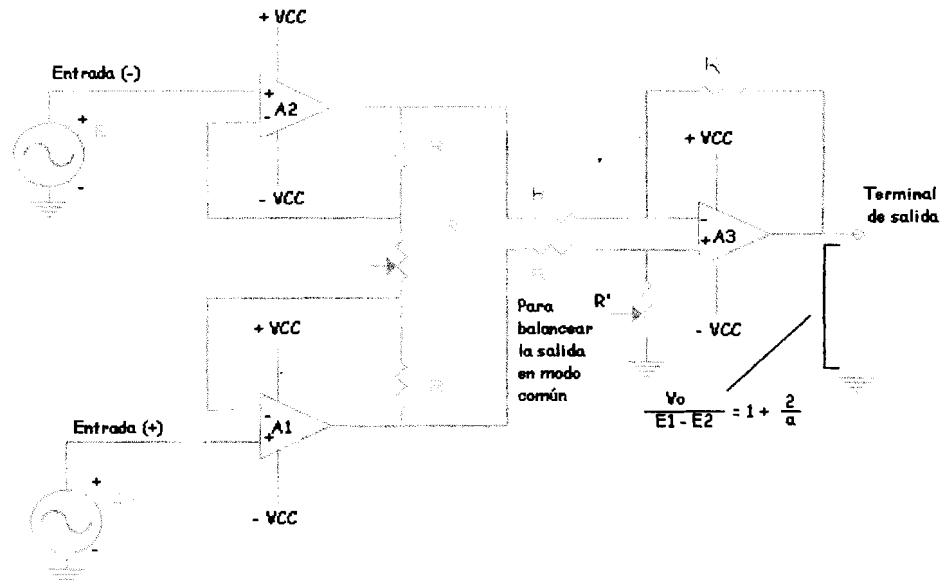 + VCC
Entrada (-)
+
-
A2
+
-
- VCC
R
+ VCC
Terminal
de salida
-
+
A3
R'
Para
balancear
la salida
en modo
común
- VCC
+ VCC
Vo
E1 - E2
= 1 +
2
a
-
+
A1
Entrada (+)
+
-
- VCC